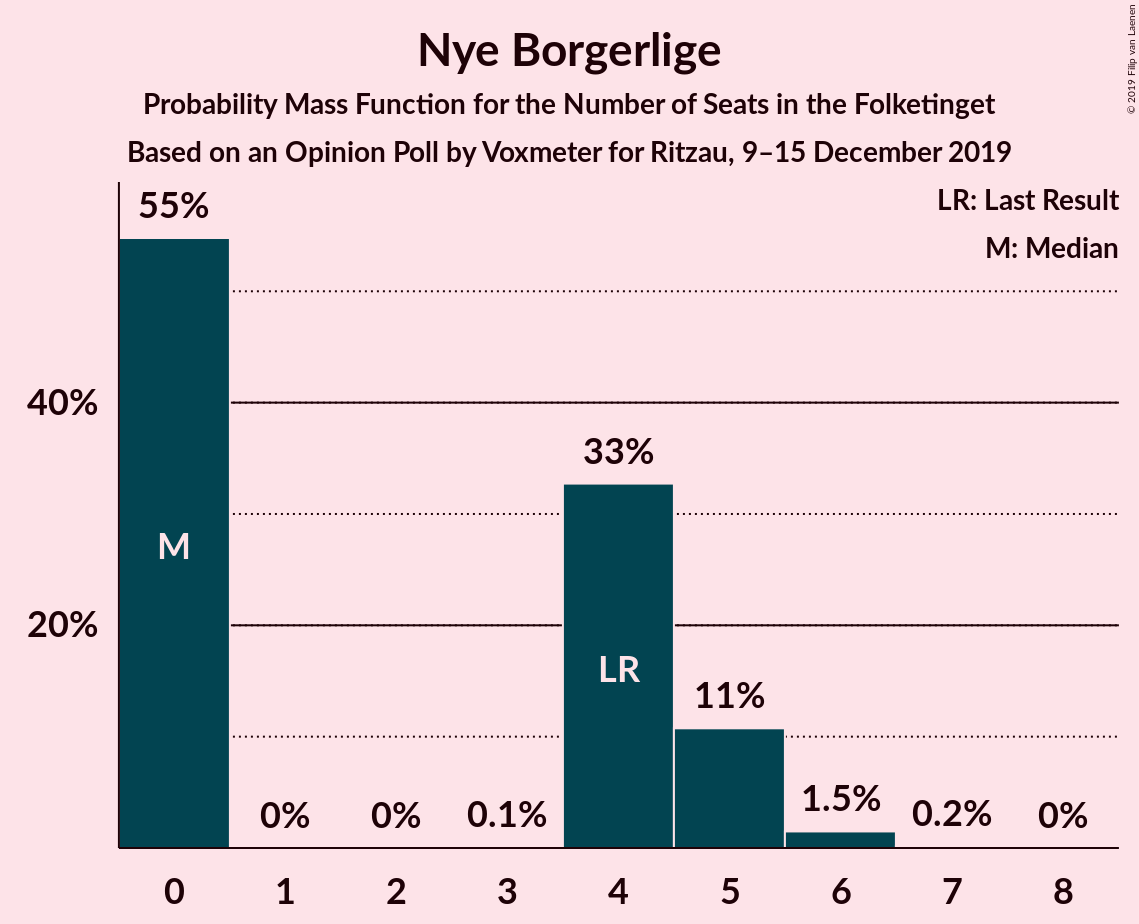 Nye Borgerlige
Probability Mass Function for the Number of Seats in the Folketinget
Based on an Opinion Poll by Voxmeter for Ritzau, 9–15 December 2019
© 2019 Filip van Laenen
LR: Last Result
M: Median
55%
40%
33%
M
20%
LR
11%
1.5%
0% 0% 0.1% 0.2% 0%
0 1 2 3 4 5 6 7 8